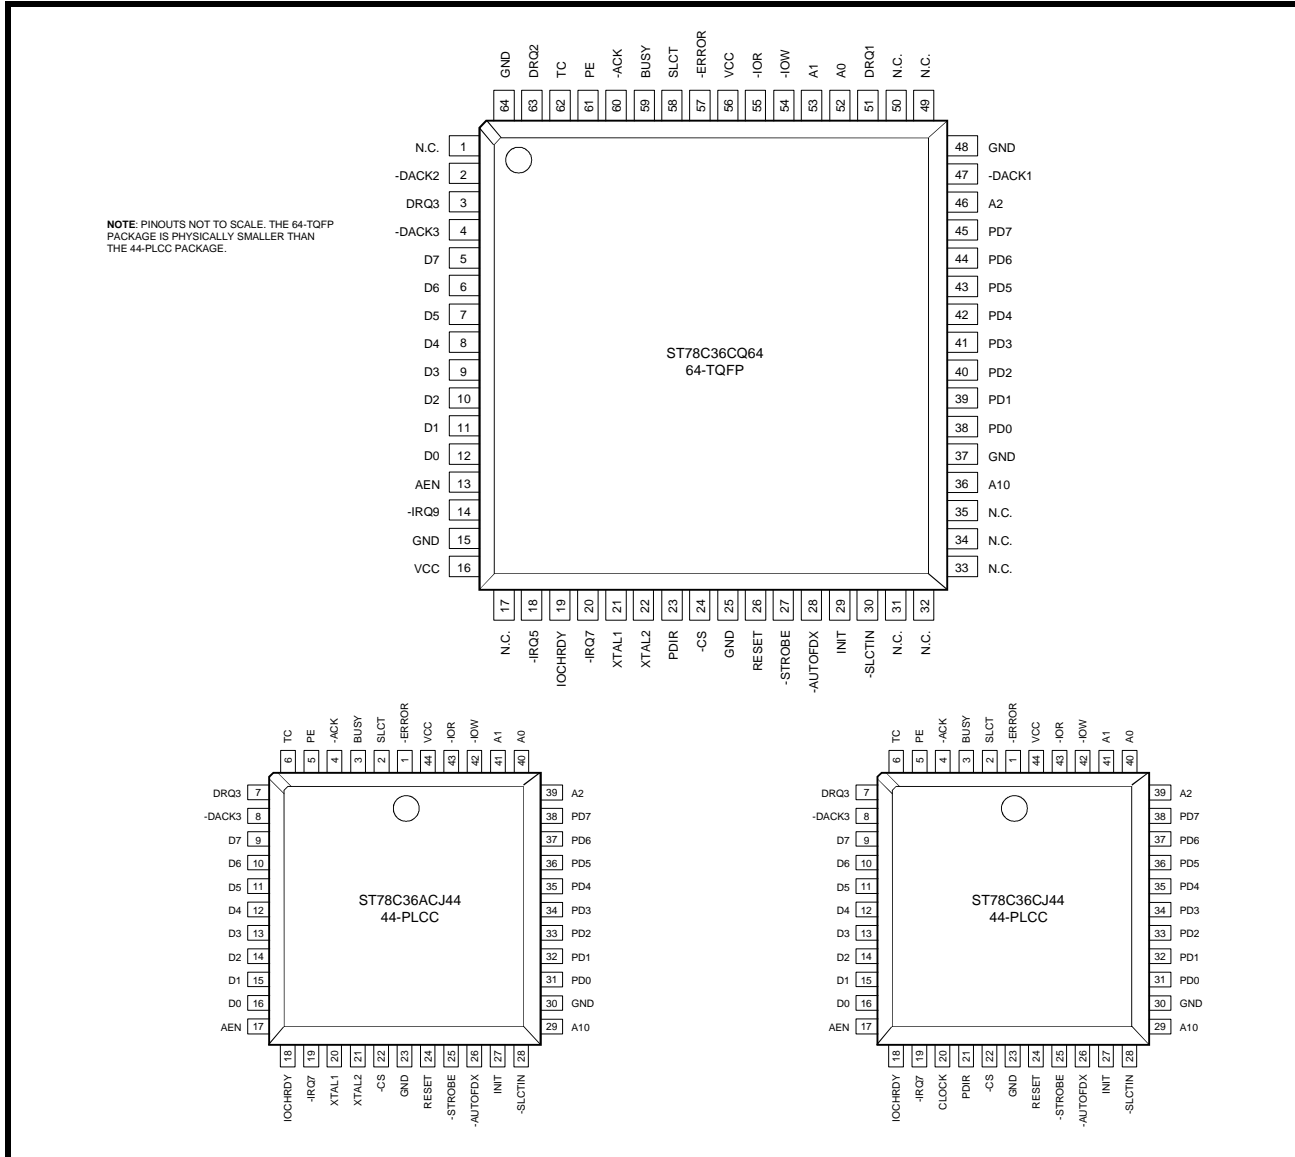 GND DRQ2 TC PE -ACK BUSY SLCT -ERROR VCC -IOR -IOW A1 A0 DRQ1 N.C. N.C.
64 63 62 61 60 59 58 57 56 55 54 53 52 51 50 49
N.C. 1 48 GND
-DACK2 2 47 -DACK1
DRQ3 3 46 A2
-DACK3 4 45 PD7
D7 5 44 PD6
D6 6 43 PD5
D5 7 42 PD4
D4 8 41 PD3
D3 9 40 PD2
D2 10 39 PD1
D1 11 38 PD0
D0 12 37 GND
AEN 13 36 A10
-IRQ9 14 35 N.C.
GND 15 34 N.C.
VCC 16 33 N.C.
NOTE: PINOUTS NOT TO SCALE. THE 64-TQFP
PACKAGE IS PHYSICALLY SMALLER THAN
THE 44-PLCC PACKAGE.
ST78C36CQ64
64-TQFP
17 18 19 20 21 22 23 24 25 26 27 28 29 30 31 32
N.C. -IRQ5 IOCHRDY -IRQ7 XTAL1 XTAL2 PDIR -CS GND RESET -STROBE -AUTOFDX INIT -SLCTIN N.C. N.C.
TC PE -ACK BUSY SLCT -ERROR VCC -IOR -IOW A1 A0
6 5 4 3 2 1 44 43 42 41 40
DRQ3 7 39 A2
-DACK3 8 38 PD7
D7 9 37 PD6
D6 10 36 PD5
D5 11 35 PD4
D4 12 34 PD3
D3 13 33 PD2
D2 14 32 PD1
D1 15 31 PD0
D0 16 30 GND
AEN 17 29 A10
ST78C36ACJ44
44-PLCC
18 19 20 21 22 23 24 25 26 27 28
IOCHRDY -IRQ7 XTAL1 XTAL2 -CS GND RESET -STROBE -AUTOFDX INIT -SLCTIN
TC PE -ACK BUSY SLCT -ERROR VCC -IOR -IOW A1 A0
6 5 4 3 2 1 44 43 42 41 40
DRQ3 7 39 A2
-DACK3 8 38 PD7
D7 9 37 PD6
D6 10 36 PD5
D5 11 35 PD4
D4 12 34 PD3
D3 13 33 PD2
D2 14 32 PD1
D1 15 31 PD0
D0 16 30 GND
AEN 17 29 A10
ST78C36CJ44
44-PLCC
18 19 20 21 22 23 24 25 26 27 28
IOCHRDY -IRQ7 CLOCK PDIR -CS GND RESET -STROBE -AUTOFDX INIT -SLCTIN